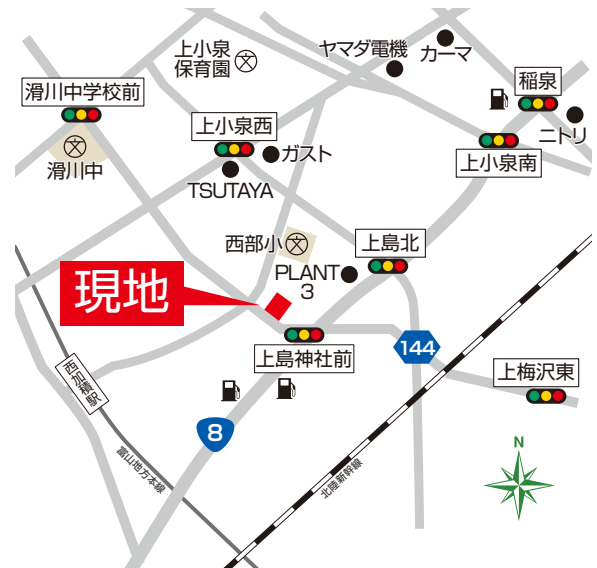 ヤマダ電機
カーマ
上小泉
保育園
滑川中学校前
稲泉
上小泉西
ガスト
ニトリ
滑川中
上小泉南
TSUTAYA
西部小
上島北
PLANT
3
現地
上島神社前
144
西加積駅
上梅沢東
8
富山地方本線
北陸新幹線
N
文
文
文